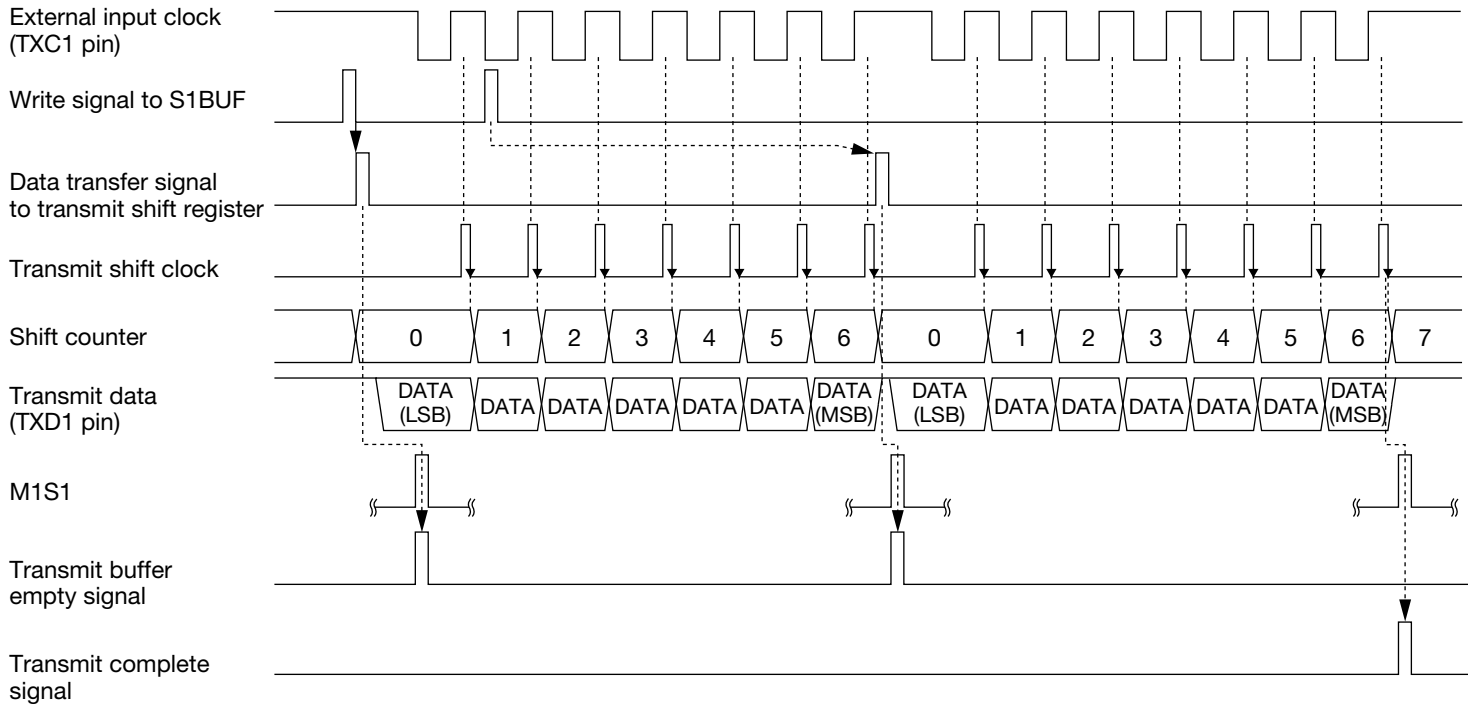 External input clock
(TXC1 pin)
Write signal to S1BUF
Data transfer signal
to transmit shift register
Transmit shift clock
Shift counter
0 1 2 3 4 5 6 0 1 2 3 4 5 6 7
Transmit data
(TXD1 pin)
DATA
(LSB)
DATA DATA DATA DATA DATA
DATA
(MSB)
DATA
(LSB)
DATA DATA DATA DATA DATA
DATA
(MSB)
M1S1
Transmit buffer
empty signal
Transmit complete
signal